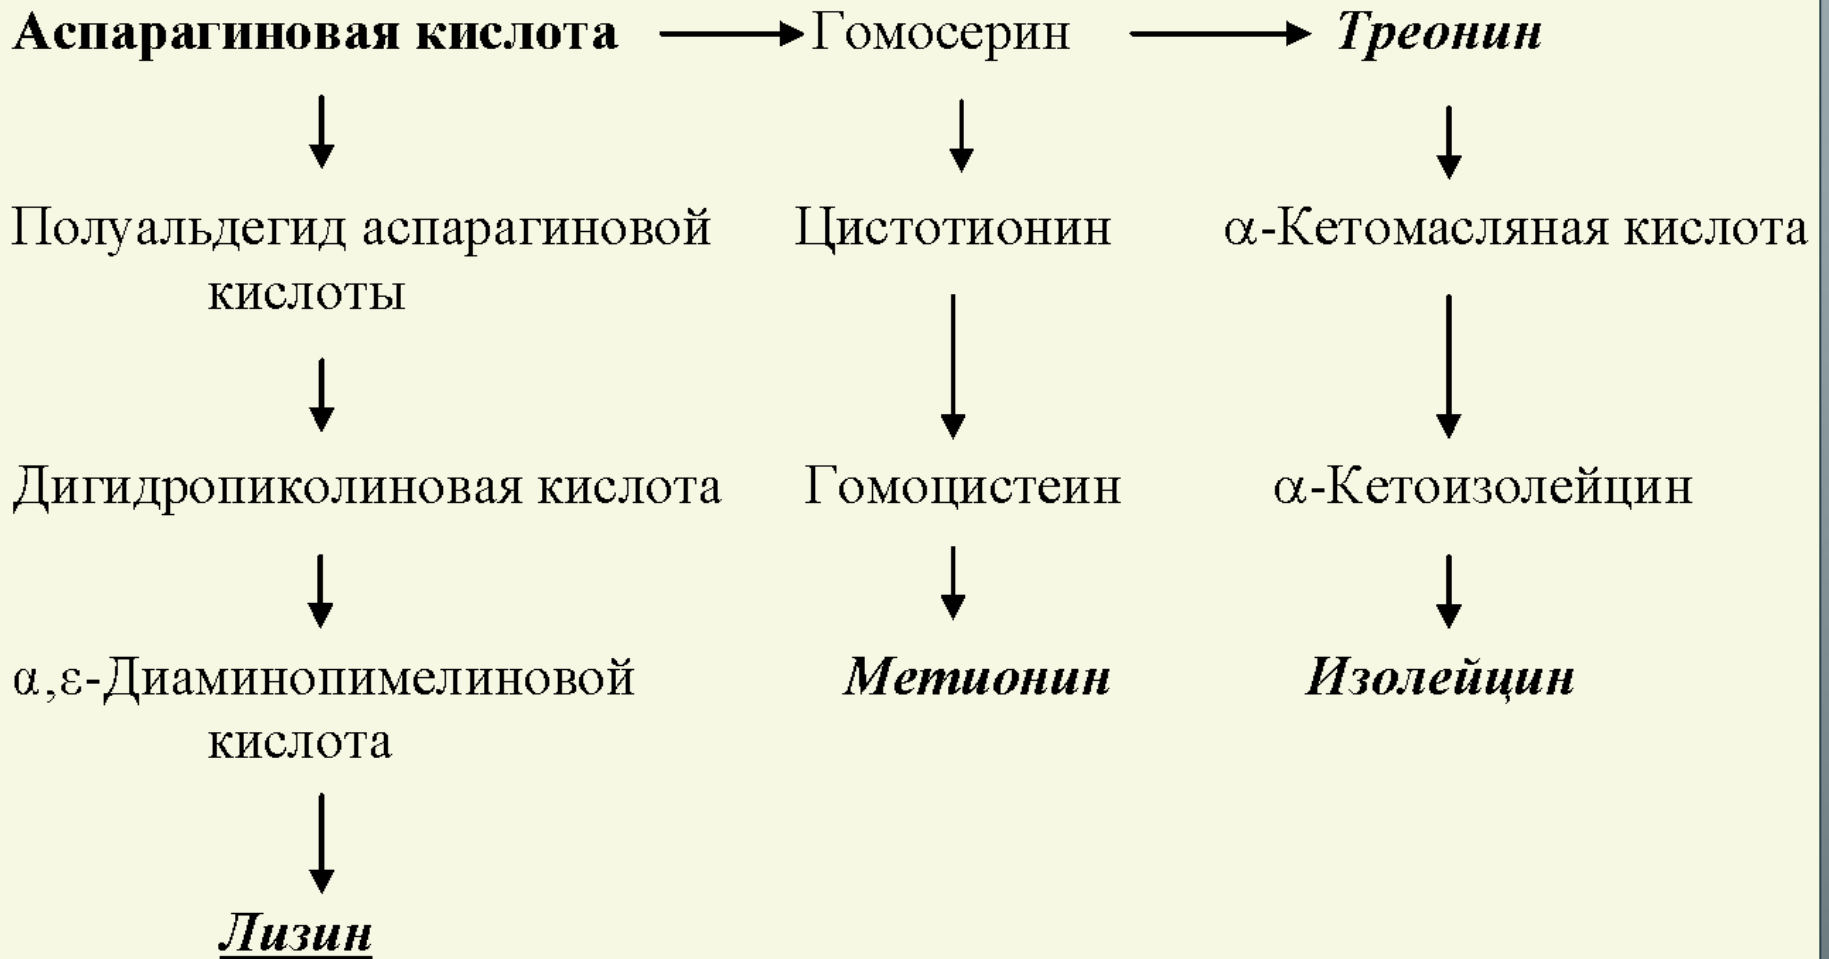 Аспарагиновая кислота Гомосерин Треонин
Полуальдегид аспарагиновой кислоты Цистотионин α-Кетомасляная кислота
Дигидропиколиновая кислота Гомоцистеин α-Кетоизолейцин
α,ε-Диаминопимелиновой кислота Метионин Изолейцин
Лизин